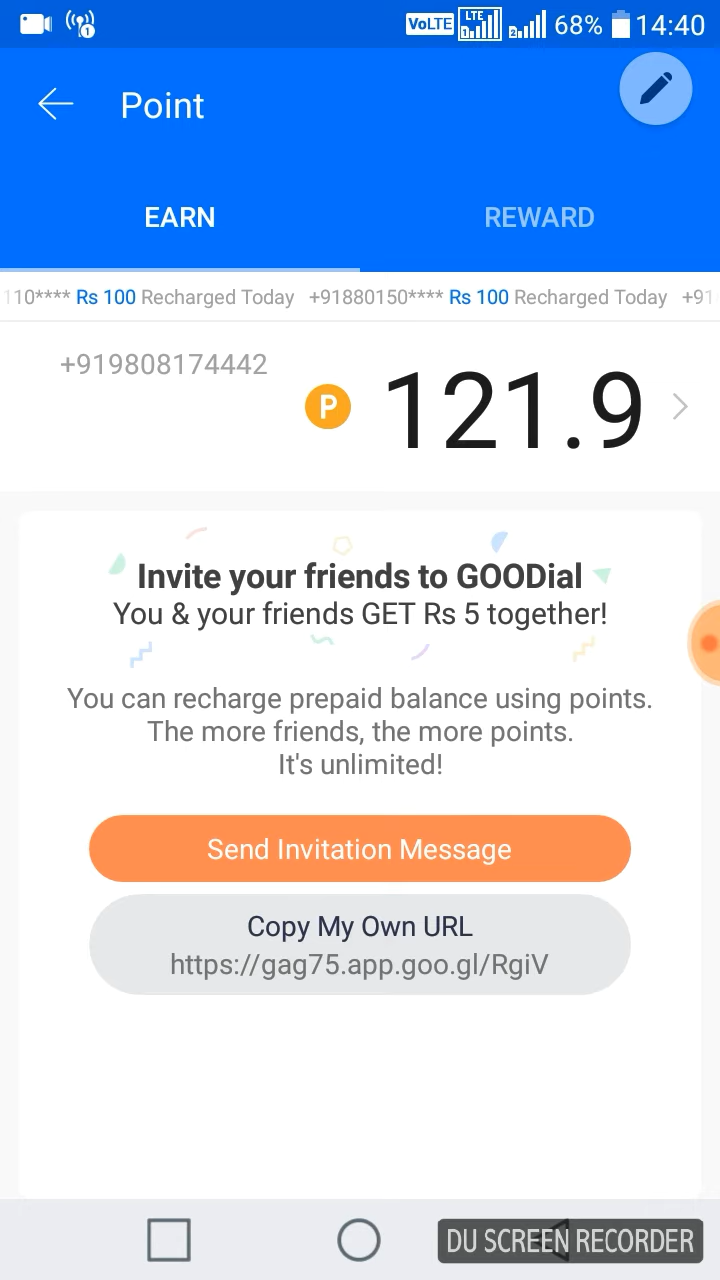 VoLTE LTE 1 2 68% 14:40
1
Point
EARN REWARD
110**** Rs 100 Recharged Today +91880150**** Rs 100 Recharged Today +91
+919808174442
P 121.9
Invite your friends to GOODial
You & your friends GET Rs 5 together!
You can recharge prepaid balance using points.
The more friends, the more points.
It's unlimited!
Send Invitation Message
Copy My Own URL
https://gag75.app.goo.gl/RgiV
DU SCREEN RECORDER